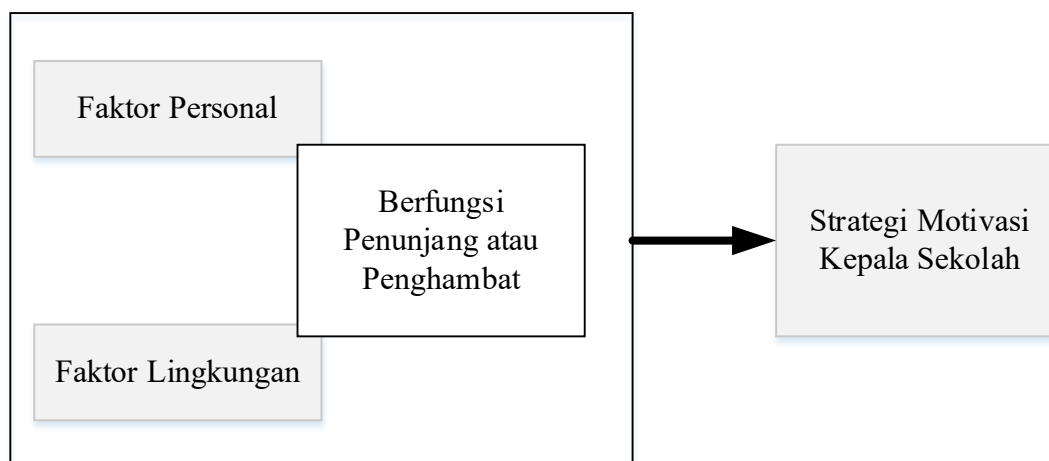 Faktor Personal
Berfungsi
Penunjang atau
Penghambat
Faktor Lingkungan
Strategi Motivasi
Kepala Sekolah